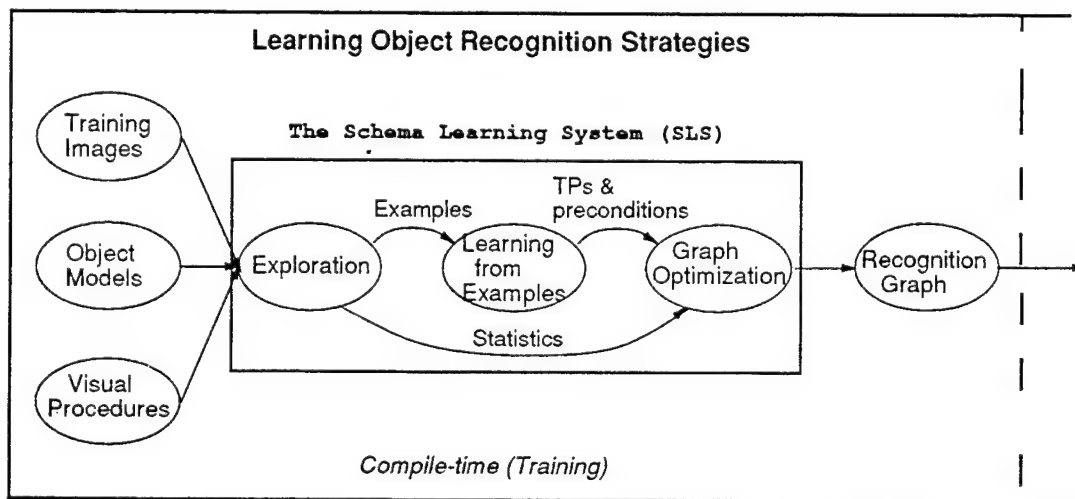 Learning Object Recognition Strategies
Training
Images
The Schema Learning System (SLS)
Examples
TPs &
preconditions
Object
Models
Exploration
Learning
from
Examples
Graph
Optimization
Recognition
Graph
Statistics
Visual
Procedures
Compile-time (Training)